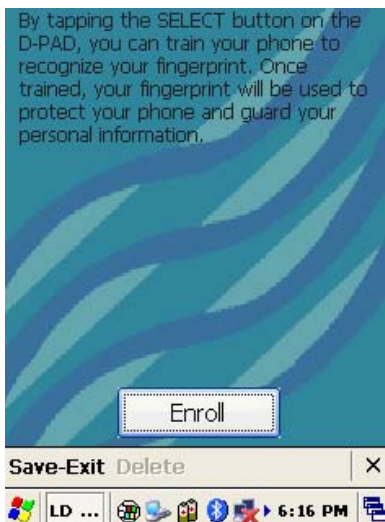 By tapping the SELECT button on the
D-PAD, you can train your phone to
recognize your fingerprint. Once
trained, your fingerprint will be used to
protect your phone and guard your
personal information.
Enroll
Save-Exit Delete
LD ... 6:16 PM